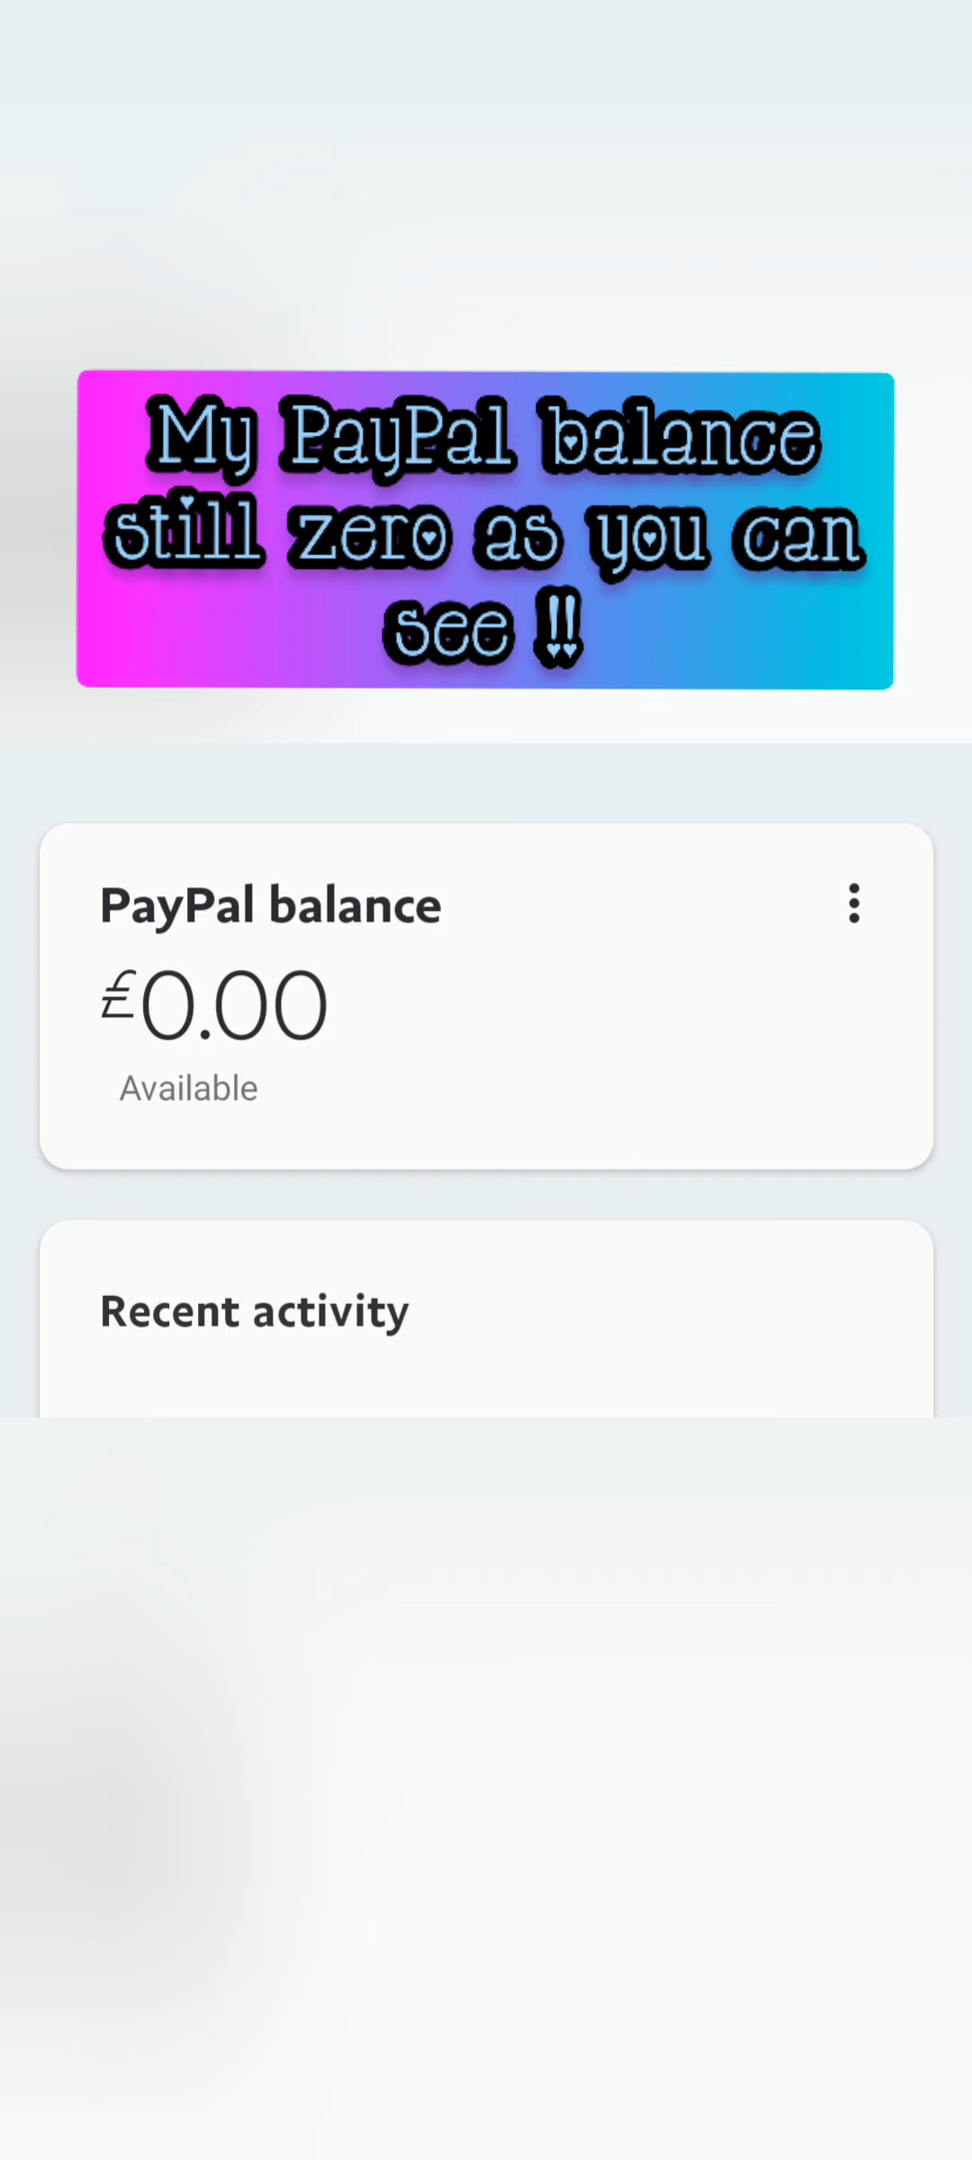 My PayPal balance
still zero as you can
see !!
PayPal balance
£0.00
Available
Recent activity